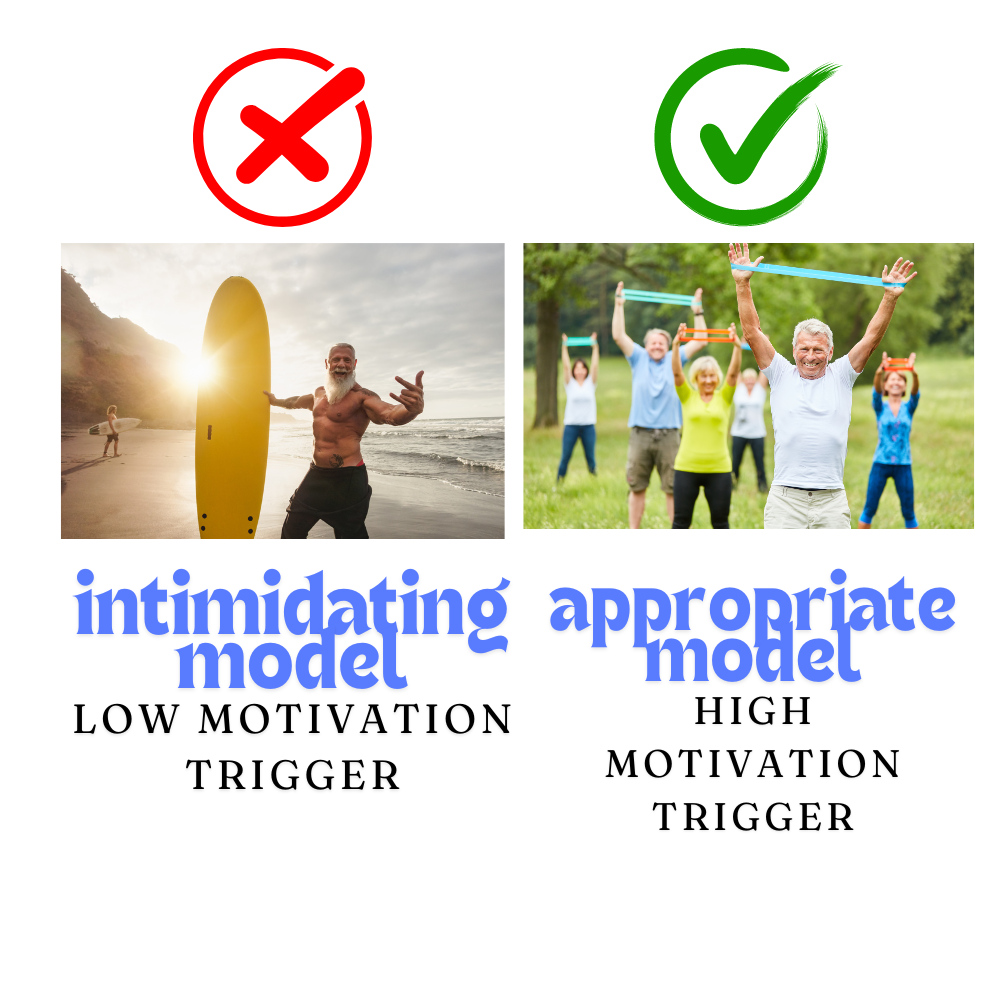 intimidating
model
LOW MOTIVATION
TRIGGER
appropriate
model
HIGH
MOTIVATION
TRIGGER